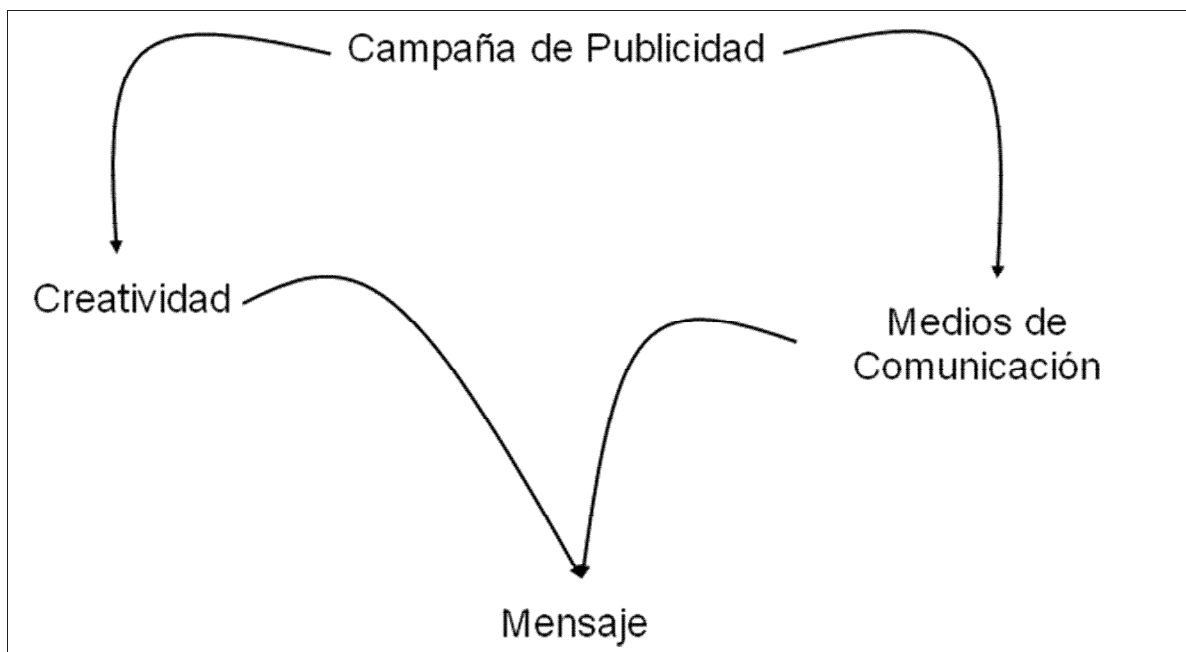 Campaña de Publicidad
Creatividad
Medios de
Comunicación
Mensaje